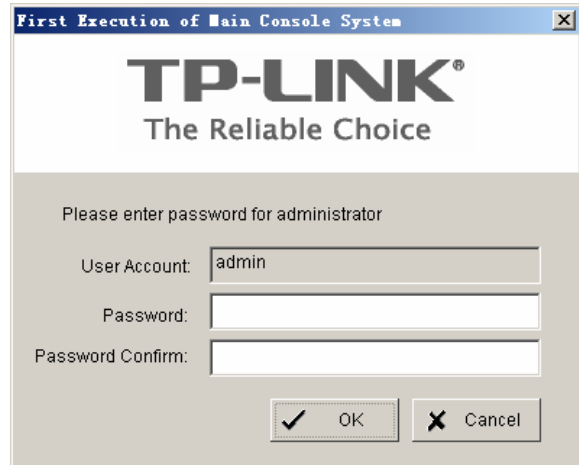 First Execution of Main Console System
TP-LINK®
The Reliable Choice
Please enter password for administrator
User Account: admin
Password:
Password Confirm:
OK Cancel